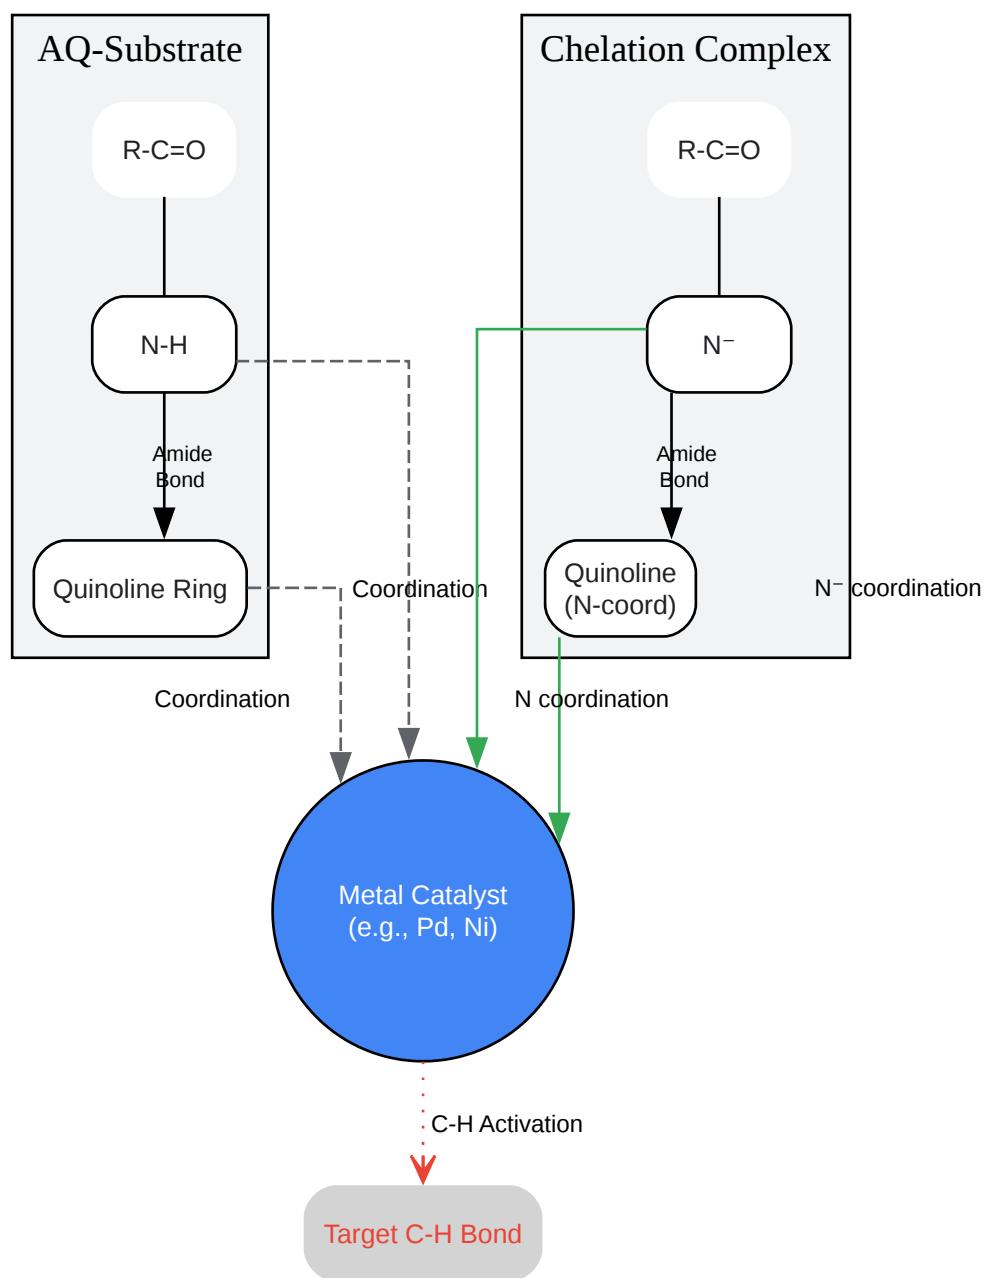 AQ-Substrate
Chelation Complex
R-C=O
R-C=O
N-H
N⁻
Amide
Bond
Amide
Bond
Quinoline Ring
Coordination
Quinoline
(N-coord)
N⁻ coordination
Coordination
N coordination
Metal Catalyst
(e.g., Pd, Ni)
C-H Activation
Target C-H Bond